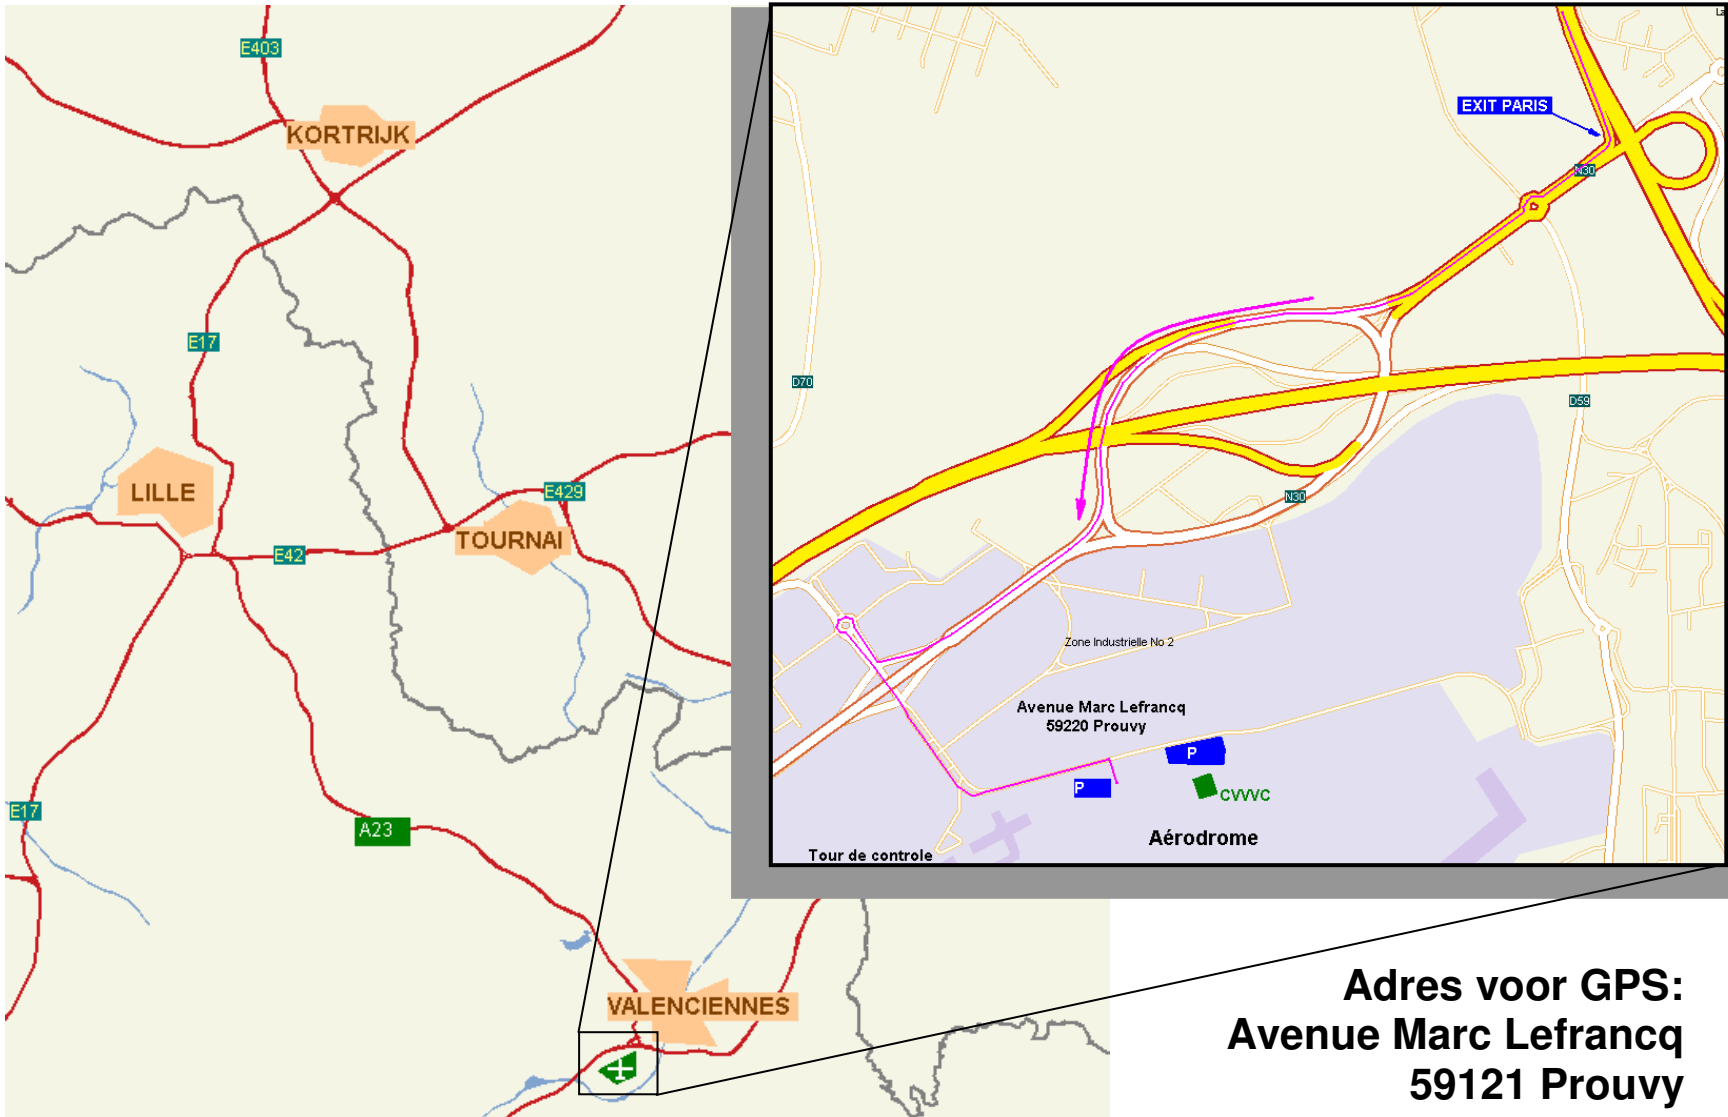 E403
KORTRIJK
E17
LILLE
E429
TOURNAI
E42
E17
A23
VALENCIENNES
EXIT PARIS
N30
D70
D59
N30
Zone Industrielle No 2
Avenue Marc Lefrancq
59220 Prouvy
P
P
CVVVC
Aérodrome
Tour de controle
Adres voor GPS:
Avenue Marc Lefrancq
59121 Prouvy